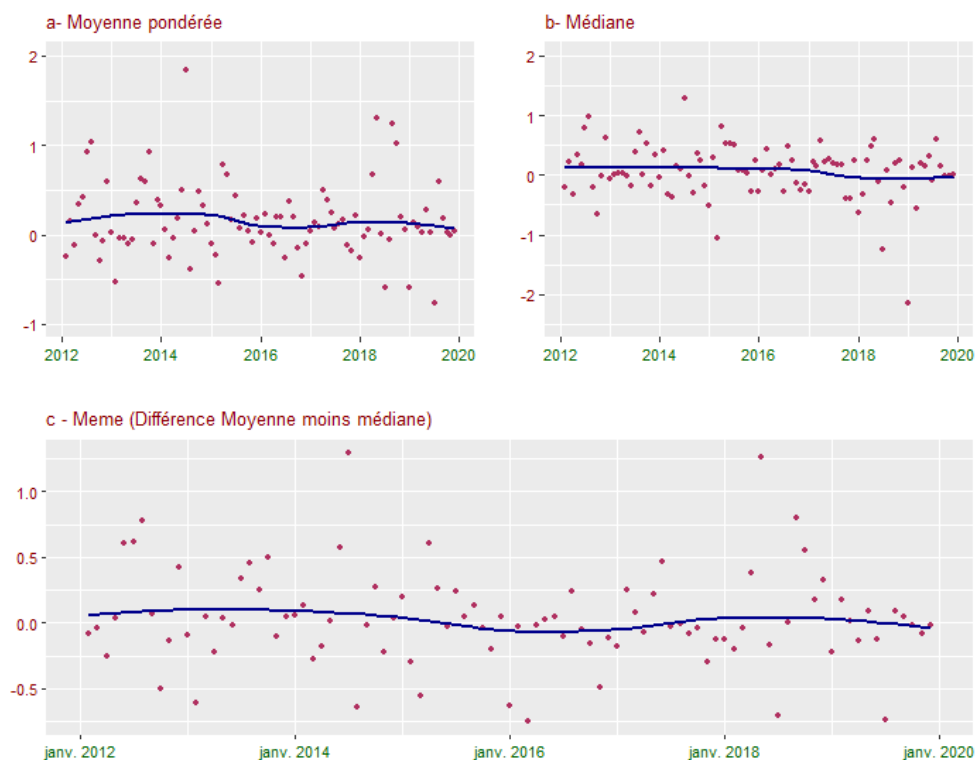 a- Moyenne pondérée
2
1
0
-1
2012 2014 2016 2018 2020
b- Médiane
2
1
0
-1
-2
2012 2014 2016 2018 2020
c - Meme (Différence Moyenne moins médiane)
1.0
0.5
0.0
-0.5
janv. 2012 janv. 2014 janv. 2016 janv. 2018 janv. 2020